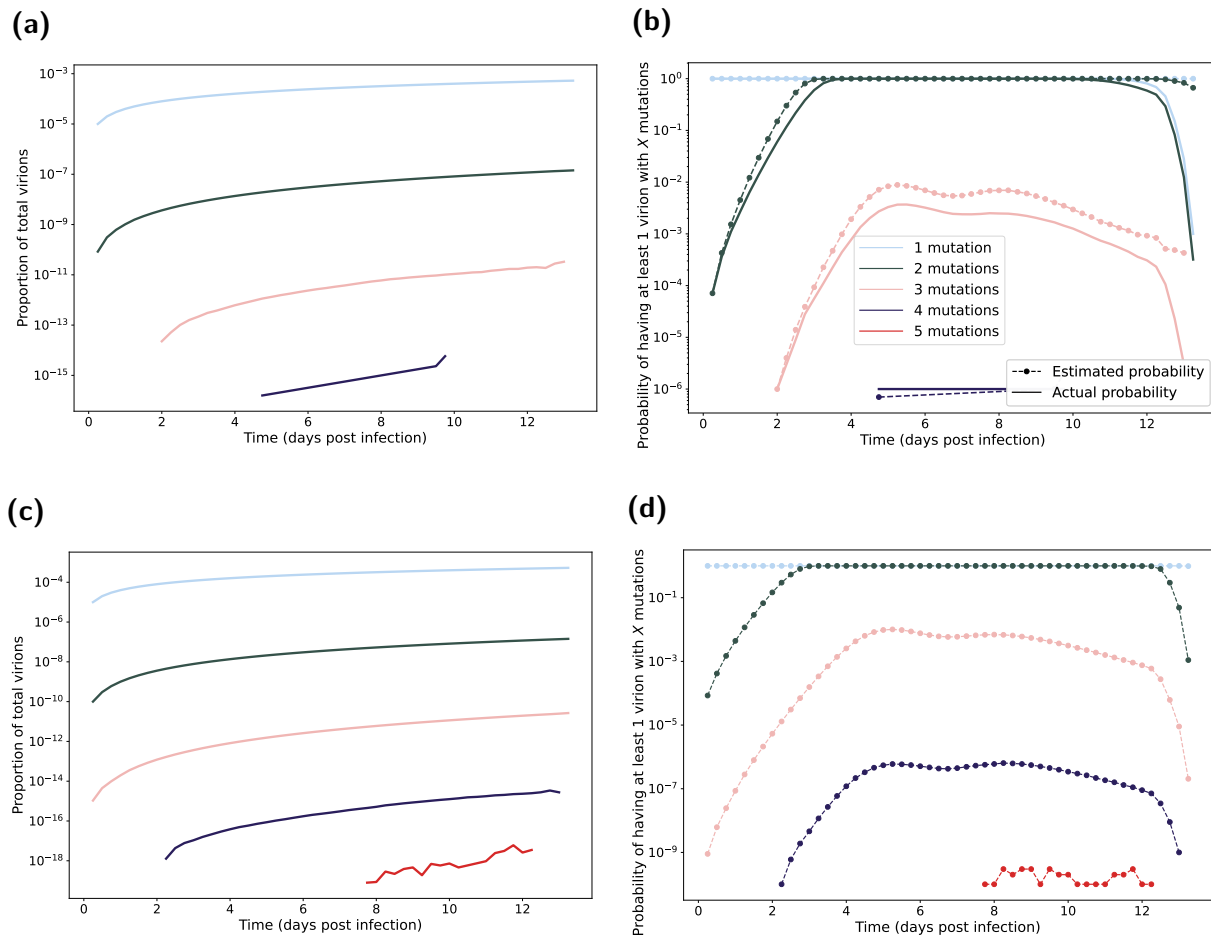 (a)
Proportion of total virions
10⁻³
10⁻⁵
10⁻⁷
10⁻⁹
10⁻¹¹
10⁻¹³
10⁻¹⁵
0 2 4 6 8 10 12
Time (days post infection)
(b)
Probability of having at least 1 virion with X mutations
10⁰
10⁻¹
10⁻²
10⁻³
10⁻⁴
10⁻⁵
10⁻⁶
1 mutation
2 mutations
3 mutations
4 mutations
5 mutations
Estimated probability
Actual probability
0 2 4 6 8 10 12
Time (days post infection)
(c)
Proportion of total virions
10⁻⁴
10⁻⁶
10⁻⁸
10⁻¹⁰
10⁻¹²
10⁻¹⁴
10⁻¹⁶
10⁻¹⁸
0 2 4 6 8 10 12
Time (days post infection)
(d)
Probability of having at least 1 virion with X mutations
10⁻¹
10⁻³
10⁻⁵
10⁻⁷
10⁻⁹
0 2 4 6 8 10 12
Time (days post infection)